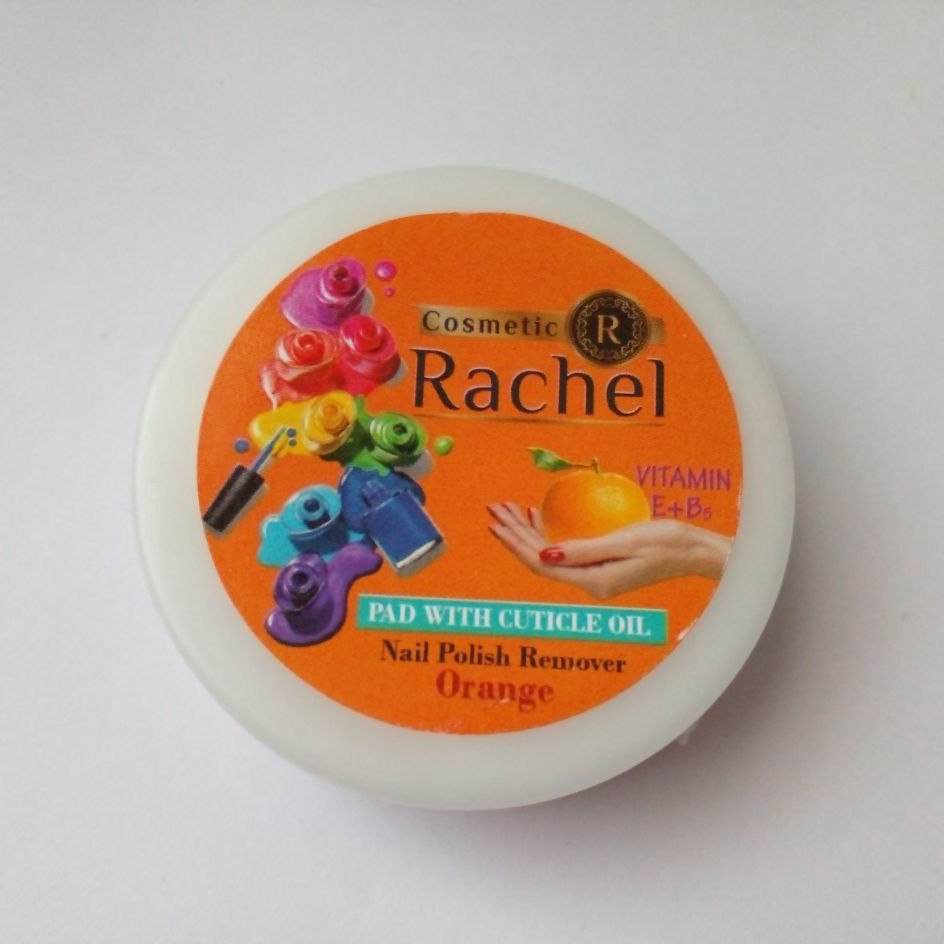 Cosmetic R
Rachel
VITAMIN
E+B5
PAD WITH CUTICLE OIL
Nail Polish Remover
Orange